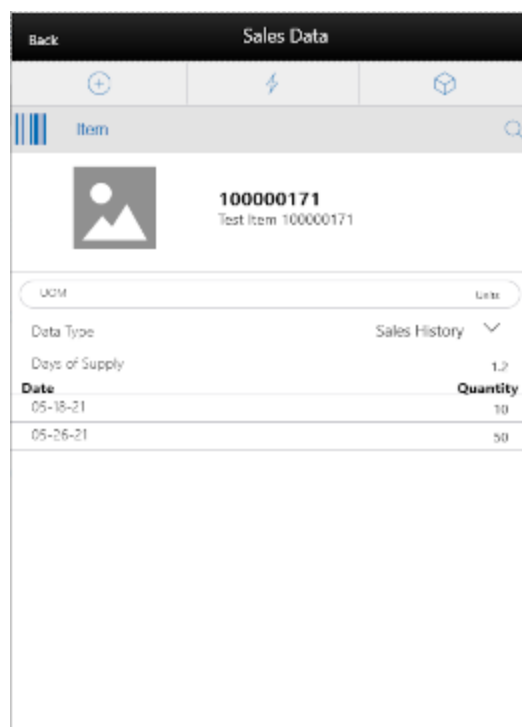 Back
Sales Data
Item
100000171
Test Item 100000171
UOM Units
Data Type Sales History
Days of Supply 1.2
Date Quantity
05-18-21 10
05-26-21 50